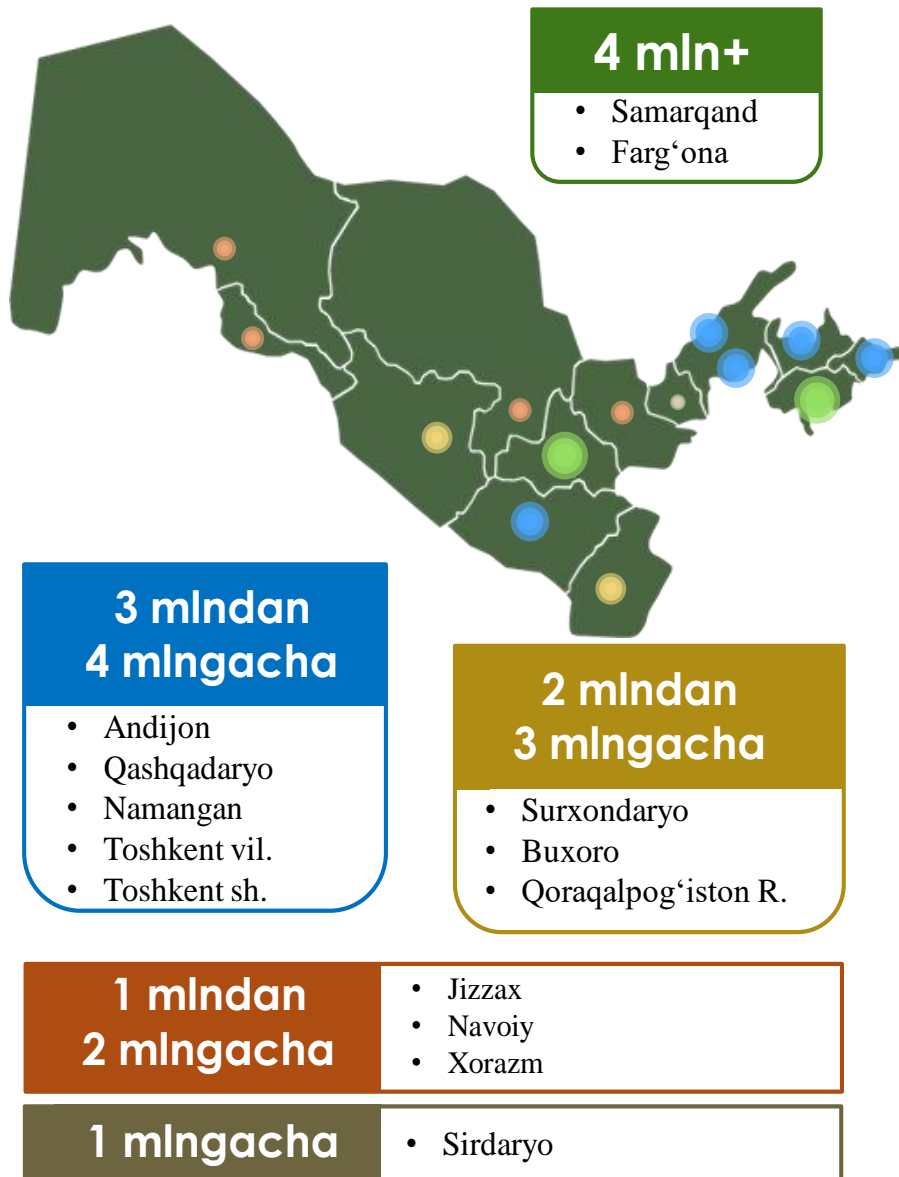 4 mln+
• Samarqand
• Farg‘ona
3 mlndan
4 mlngacha
• Andijon
• Qashqadaryo
• Namangan
• Toshkent vil.
• Toshkent sh.
2 mlndan
3 mlngacha
• Surxondaryo
• Buxoro
• Qoraqalpog‘iston R.
1 mlndan
2 mlngacha
• Jizzax
• Navoiy
• Xorazm
1 mlngacha
• Sirdaryo